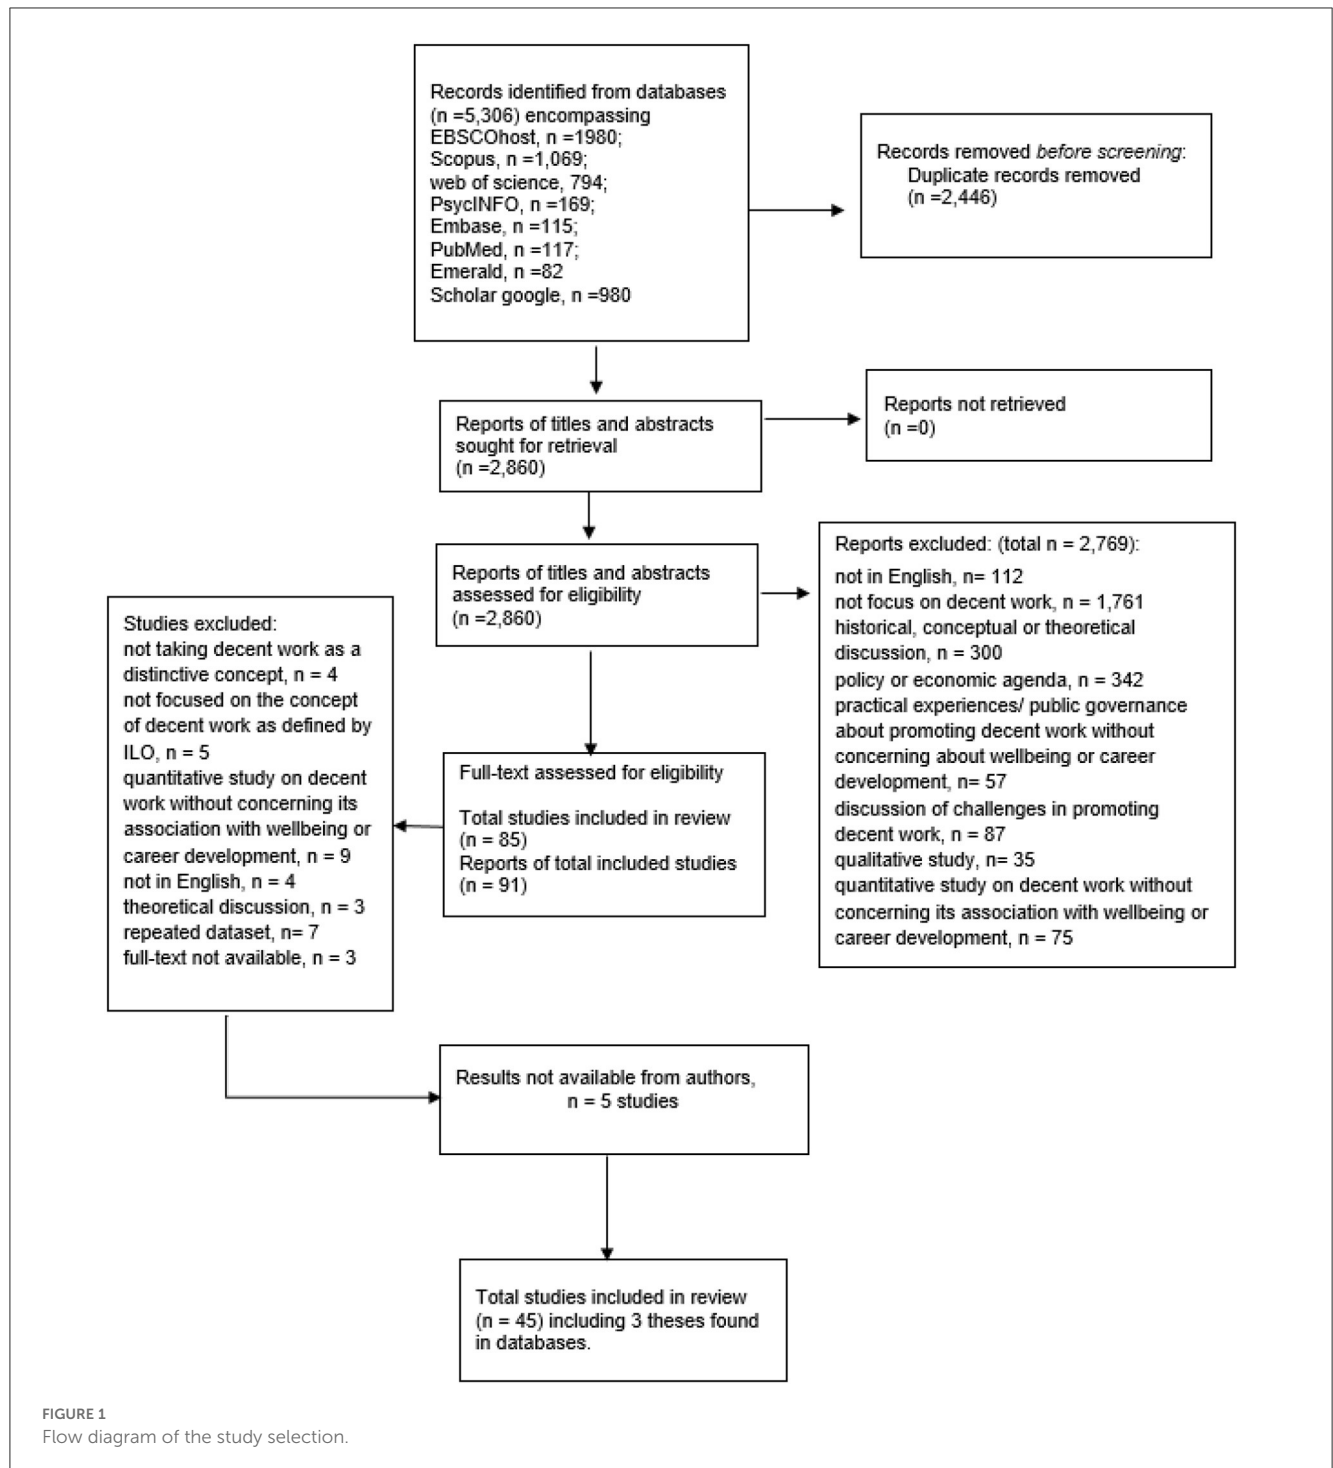 Records identified from databases
(n =5,306) encompassing
EBSCOhost, n =1980;
Scopus, n =1,069;
web of science, 794;
PsycINFO, n =169;
Embase, n =115;
PubMed, n =117;
Emerald, n =82
Scholar google, n =980
Records removed before screening:
Duplicate records removed
(n =2,446)
Reports of titles and abstracts
sought for retrieval
(n =2,860)
Reports not retrieved
(n =0)
Reports of titles and abstracts
assessed for eligibility
(n =2,860)
Reports excluded: (total n = 2,769):
not in English, n= 112
not focus on decent work, n = 1,761
historical, conceptual or theoretical
discussion, n = 300
policy or economic agenda, n = 342
practical experiences/ public governance
about promoting decent work without
concerning about wellbeing or career
development, n= 57
discussion of challenges in promoting
decent work, n = 87
qualitative study, n= 35
quantitative study on decent work without
concerning its association with wellbeing or
career development, n = 75
Full-text assessed for eligibility
Total studies included in review
(n = 85)
Reports of total included studies
(n = 91)
Studies excluded:
not taking decent work as a
distinctive concept, n = 4
not focused on the concept
of decent work as defined by
ILO, n = 5
quantitative study on decent
work without concerning its
association with wellbeing or
career development, n = 9
not in English, n = 4
theoretical discussion, n = 3
repeated dataset, n= 7
full-text not available, n = 3
Results not available from authors,
n = 5 studies
Total studies included in review
(n = 45) including 3 theses found
in databases.
FIGURE 1
Flow diagram of the study selection.